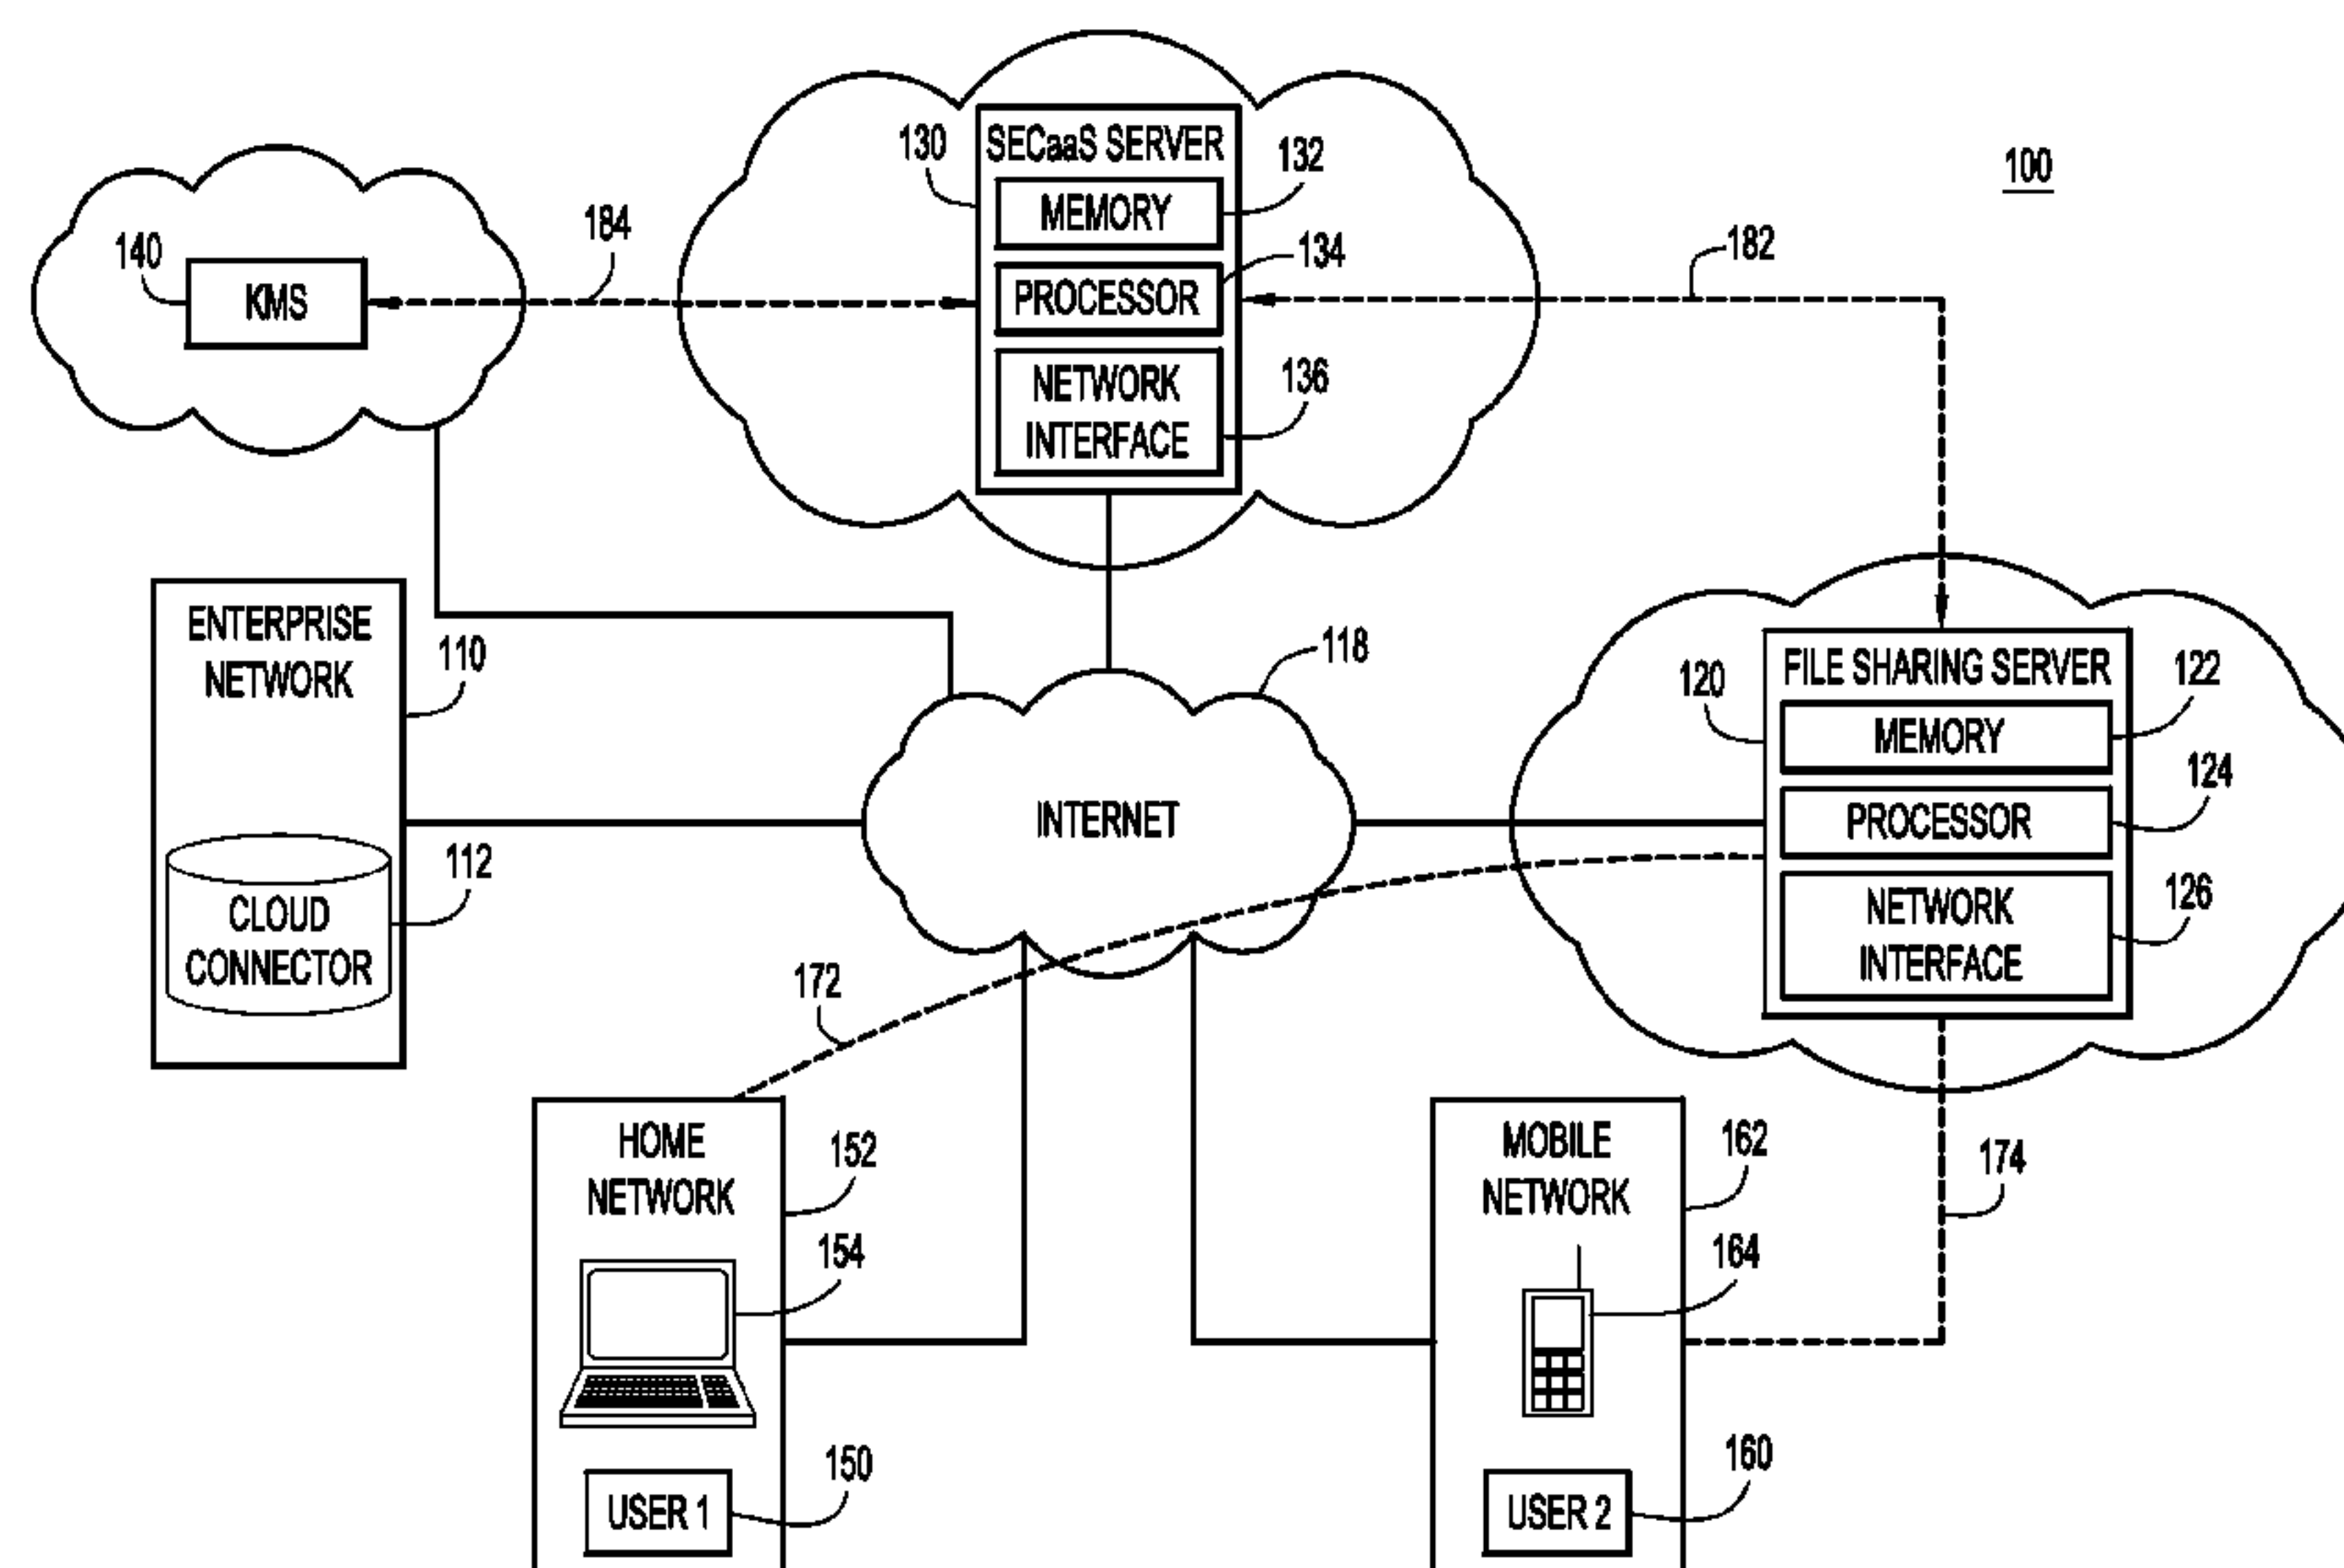 100
130
SECaaS SERVER
132
MEMORY
134
PROCESSOR
136
NETWORK
INTERFACE
140
KMS
184
182
ENTERPRISE
NETWORK
110
112
CLOUD
CONNECTOR
118
INTERNET
120
FILE SHARING SERVER
122
MEMORY
124
PROCESSOR
126
NETWORK
INTERFACE
172
174
HOME
NETWORK
152
154
USER 1
150
MOBILE
NETWORK
162
164
USER 2
160